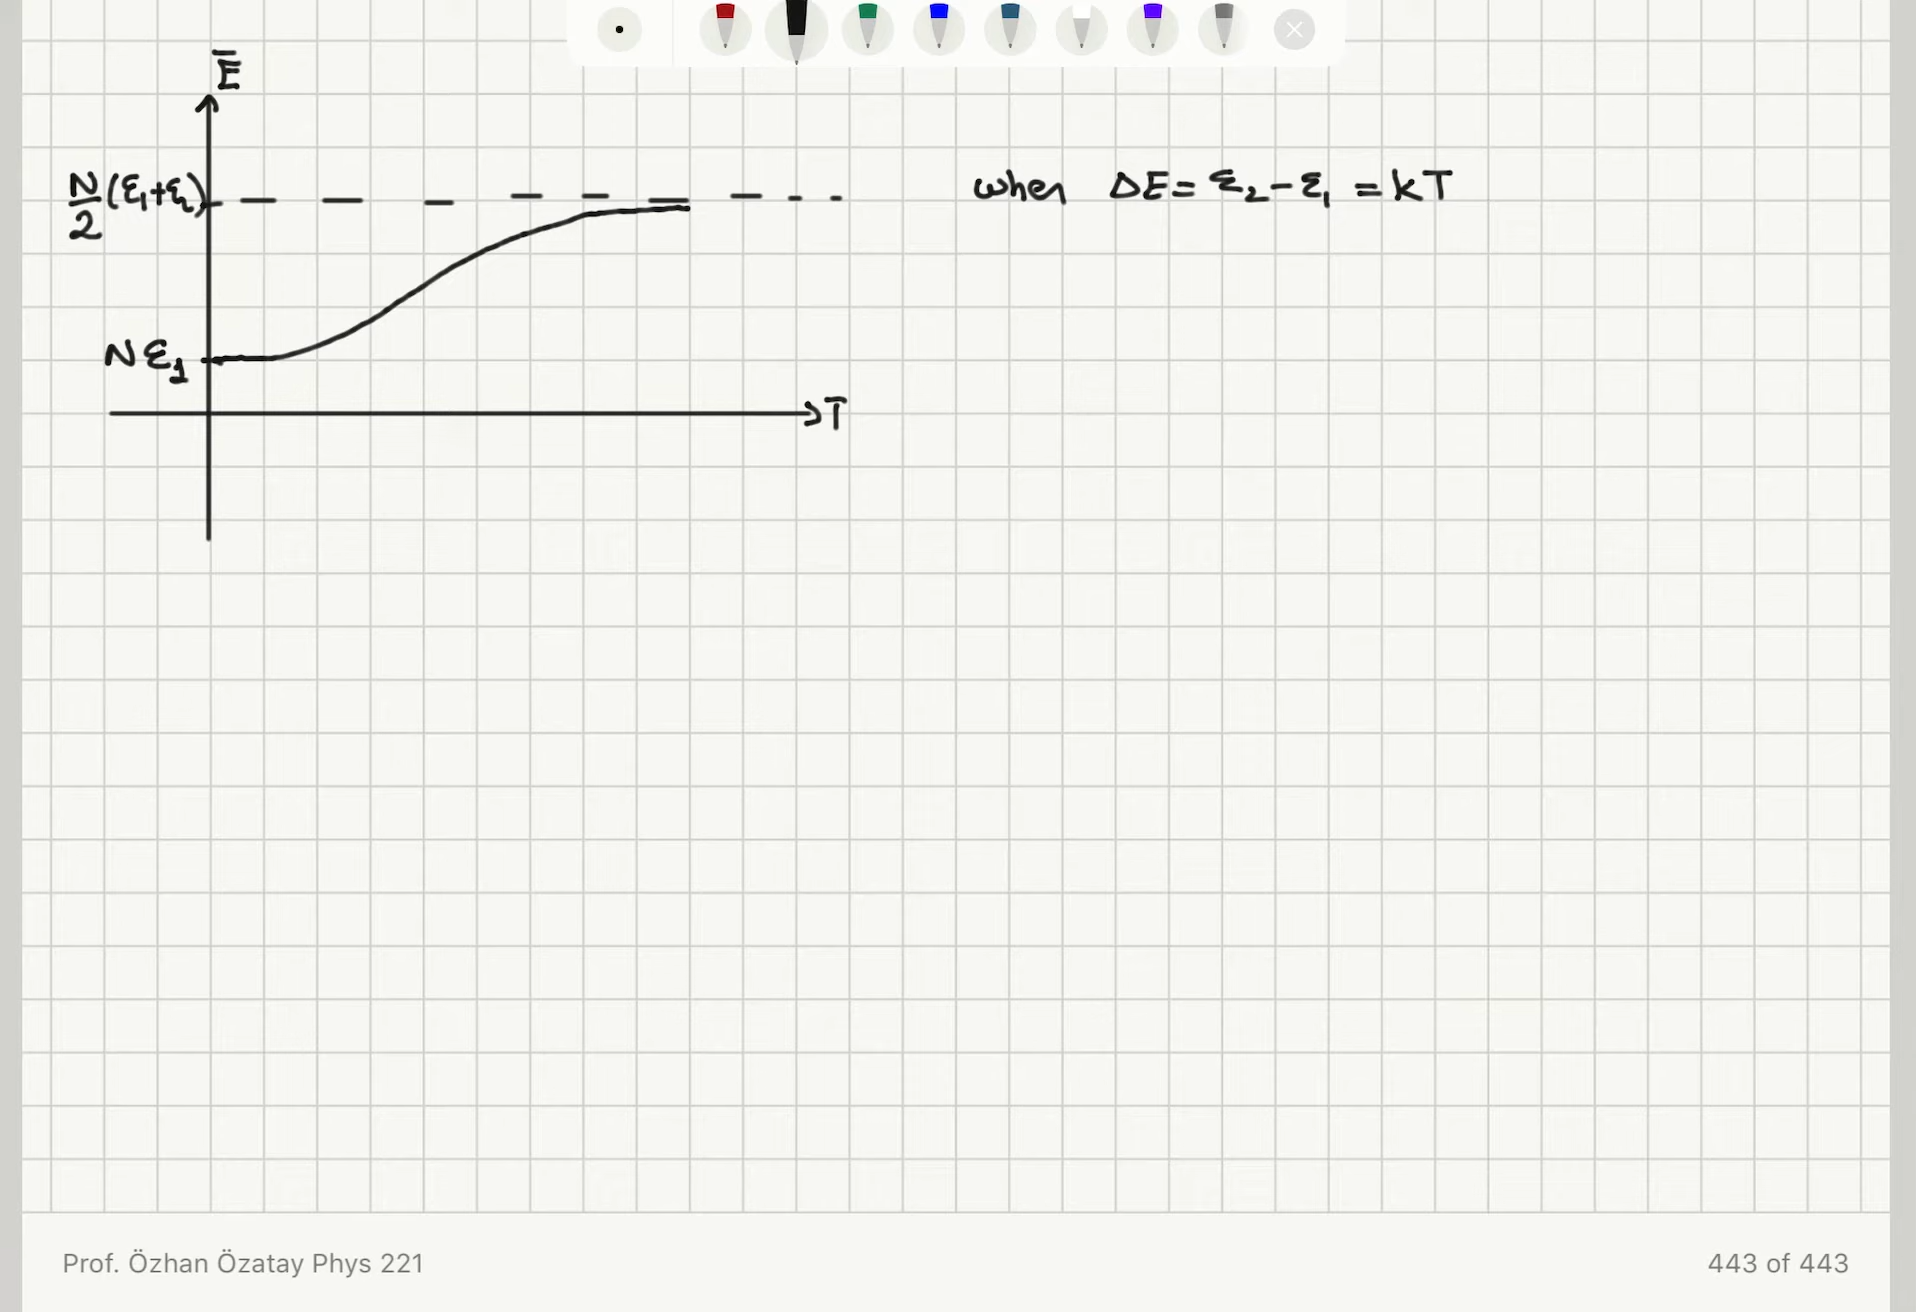 E̅
N/2 (ε₁+ε₂)
when ΔE = ε₂-ε₁ = kT
Nε₁
T
Prof. Özhan Özatay Phys 221
443 of 443